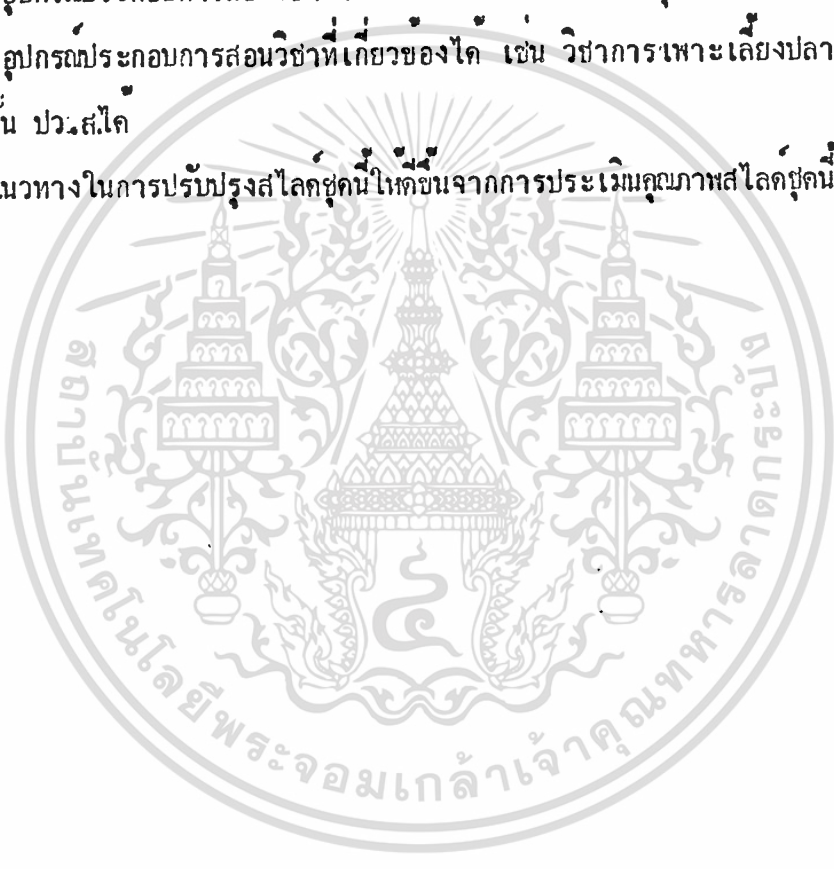 อุปกรณ์ประกอบการสอนวิชาที่เกี่ยวข้องได้ เช่น วิชาการเพาะเลี้ยงปลา
ปว.ส.ได้
แนวทางในการปรับปรุงสไลด์ชุดนี้ให้ดีขึ้นจากการประเมินคุณภาพสไลด์ชุดนี้
สถาบันเทคโนโลยีพระจอมเกล้าเจ้าคุณทหารลาดกระบัง